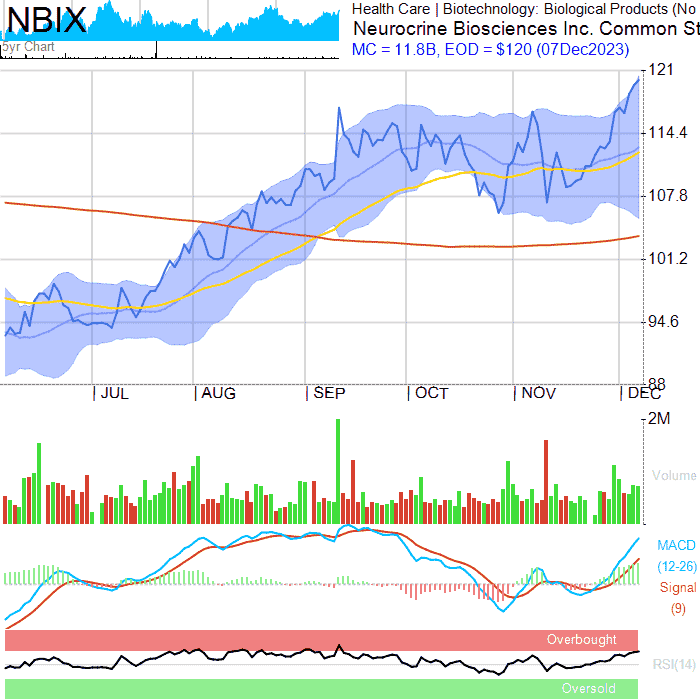 NBIX
5yr Chart
Health Care | Biotechnology: Biological Products (No
Neurocrine Biosciences Inc. Common St
MC = 11.8B, EOD = $120 (07Dec2023)
121
114.4
107.8
101.2
94.6
88
JUL AUG SEP OCT NOV DEC
2M
Volume
MACD
(12-26)
Signal
(9)
Overbought
RSI(14)
Oversold